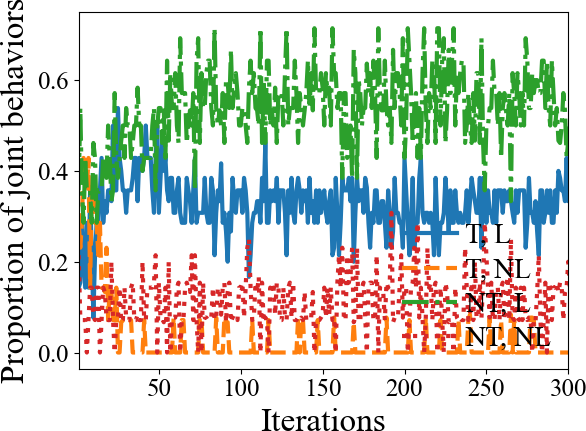 Proportion of joint behaviors
0.6
0.4
0.2
0.0
T, L
T, NL
NT, L
NT, NL
50
100
150
200
250
300
Iterations